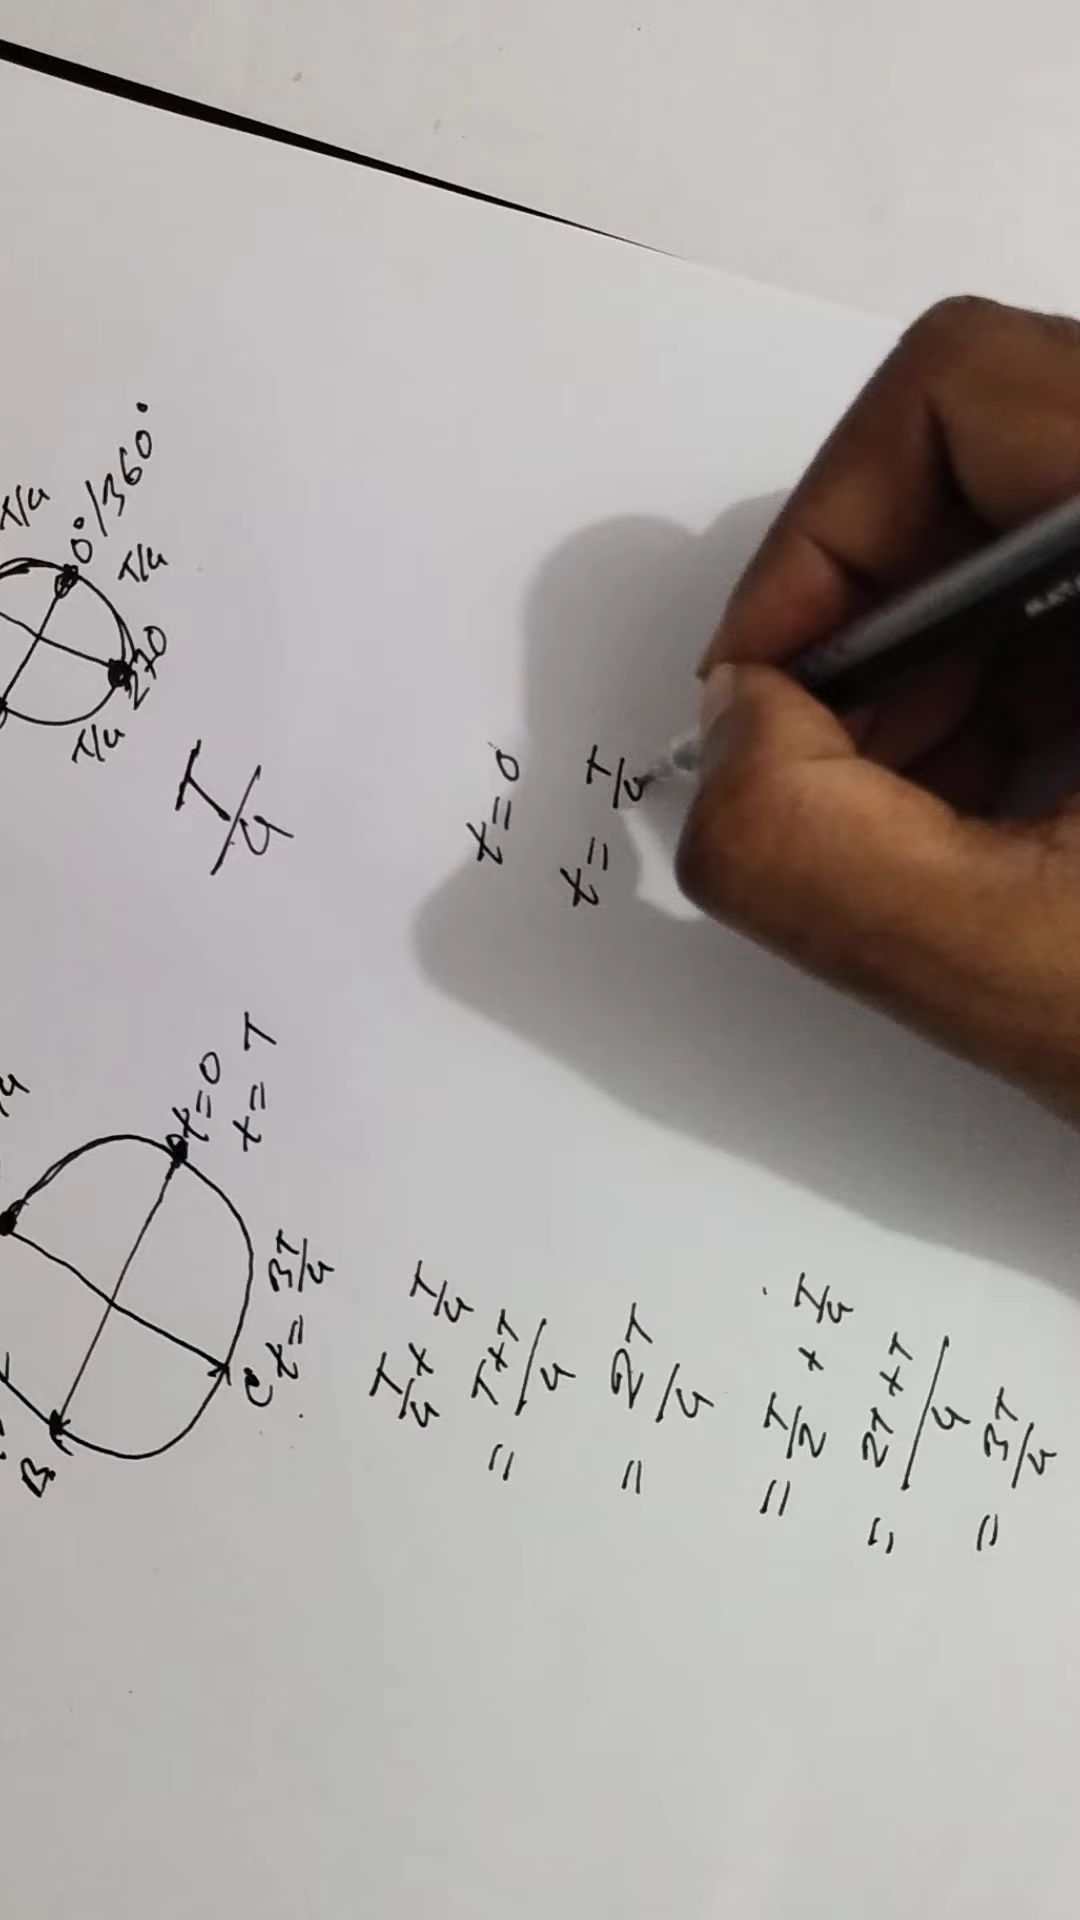 T/4
0°/360°
T/4
270
T/4
T/4
t=0
t= T/4
t=0
t= T
C t= 3T/4
B
T/4 + T/4
= T+T/4
= 2T/4
= T/2 + T/4
= 2T+T/4
= 3T/4